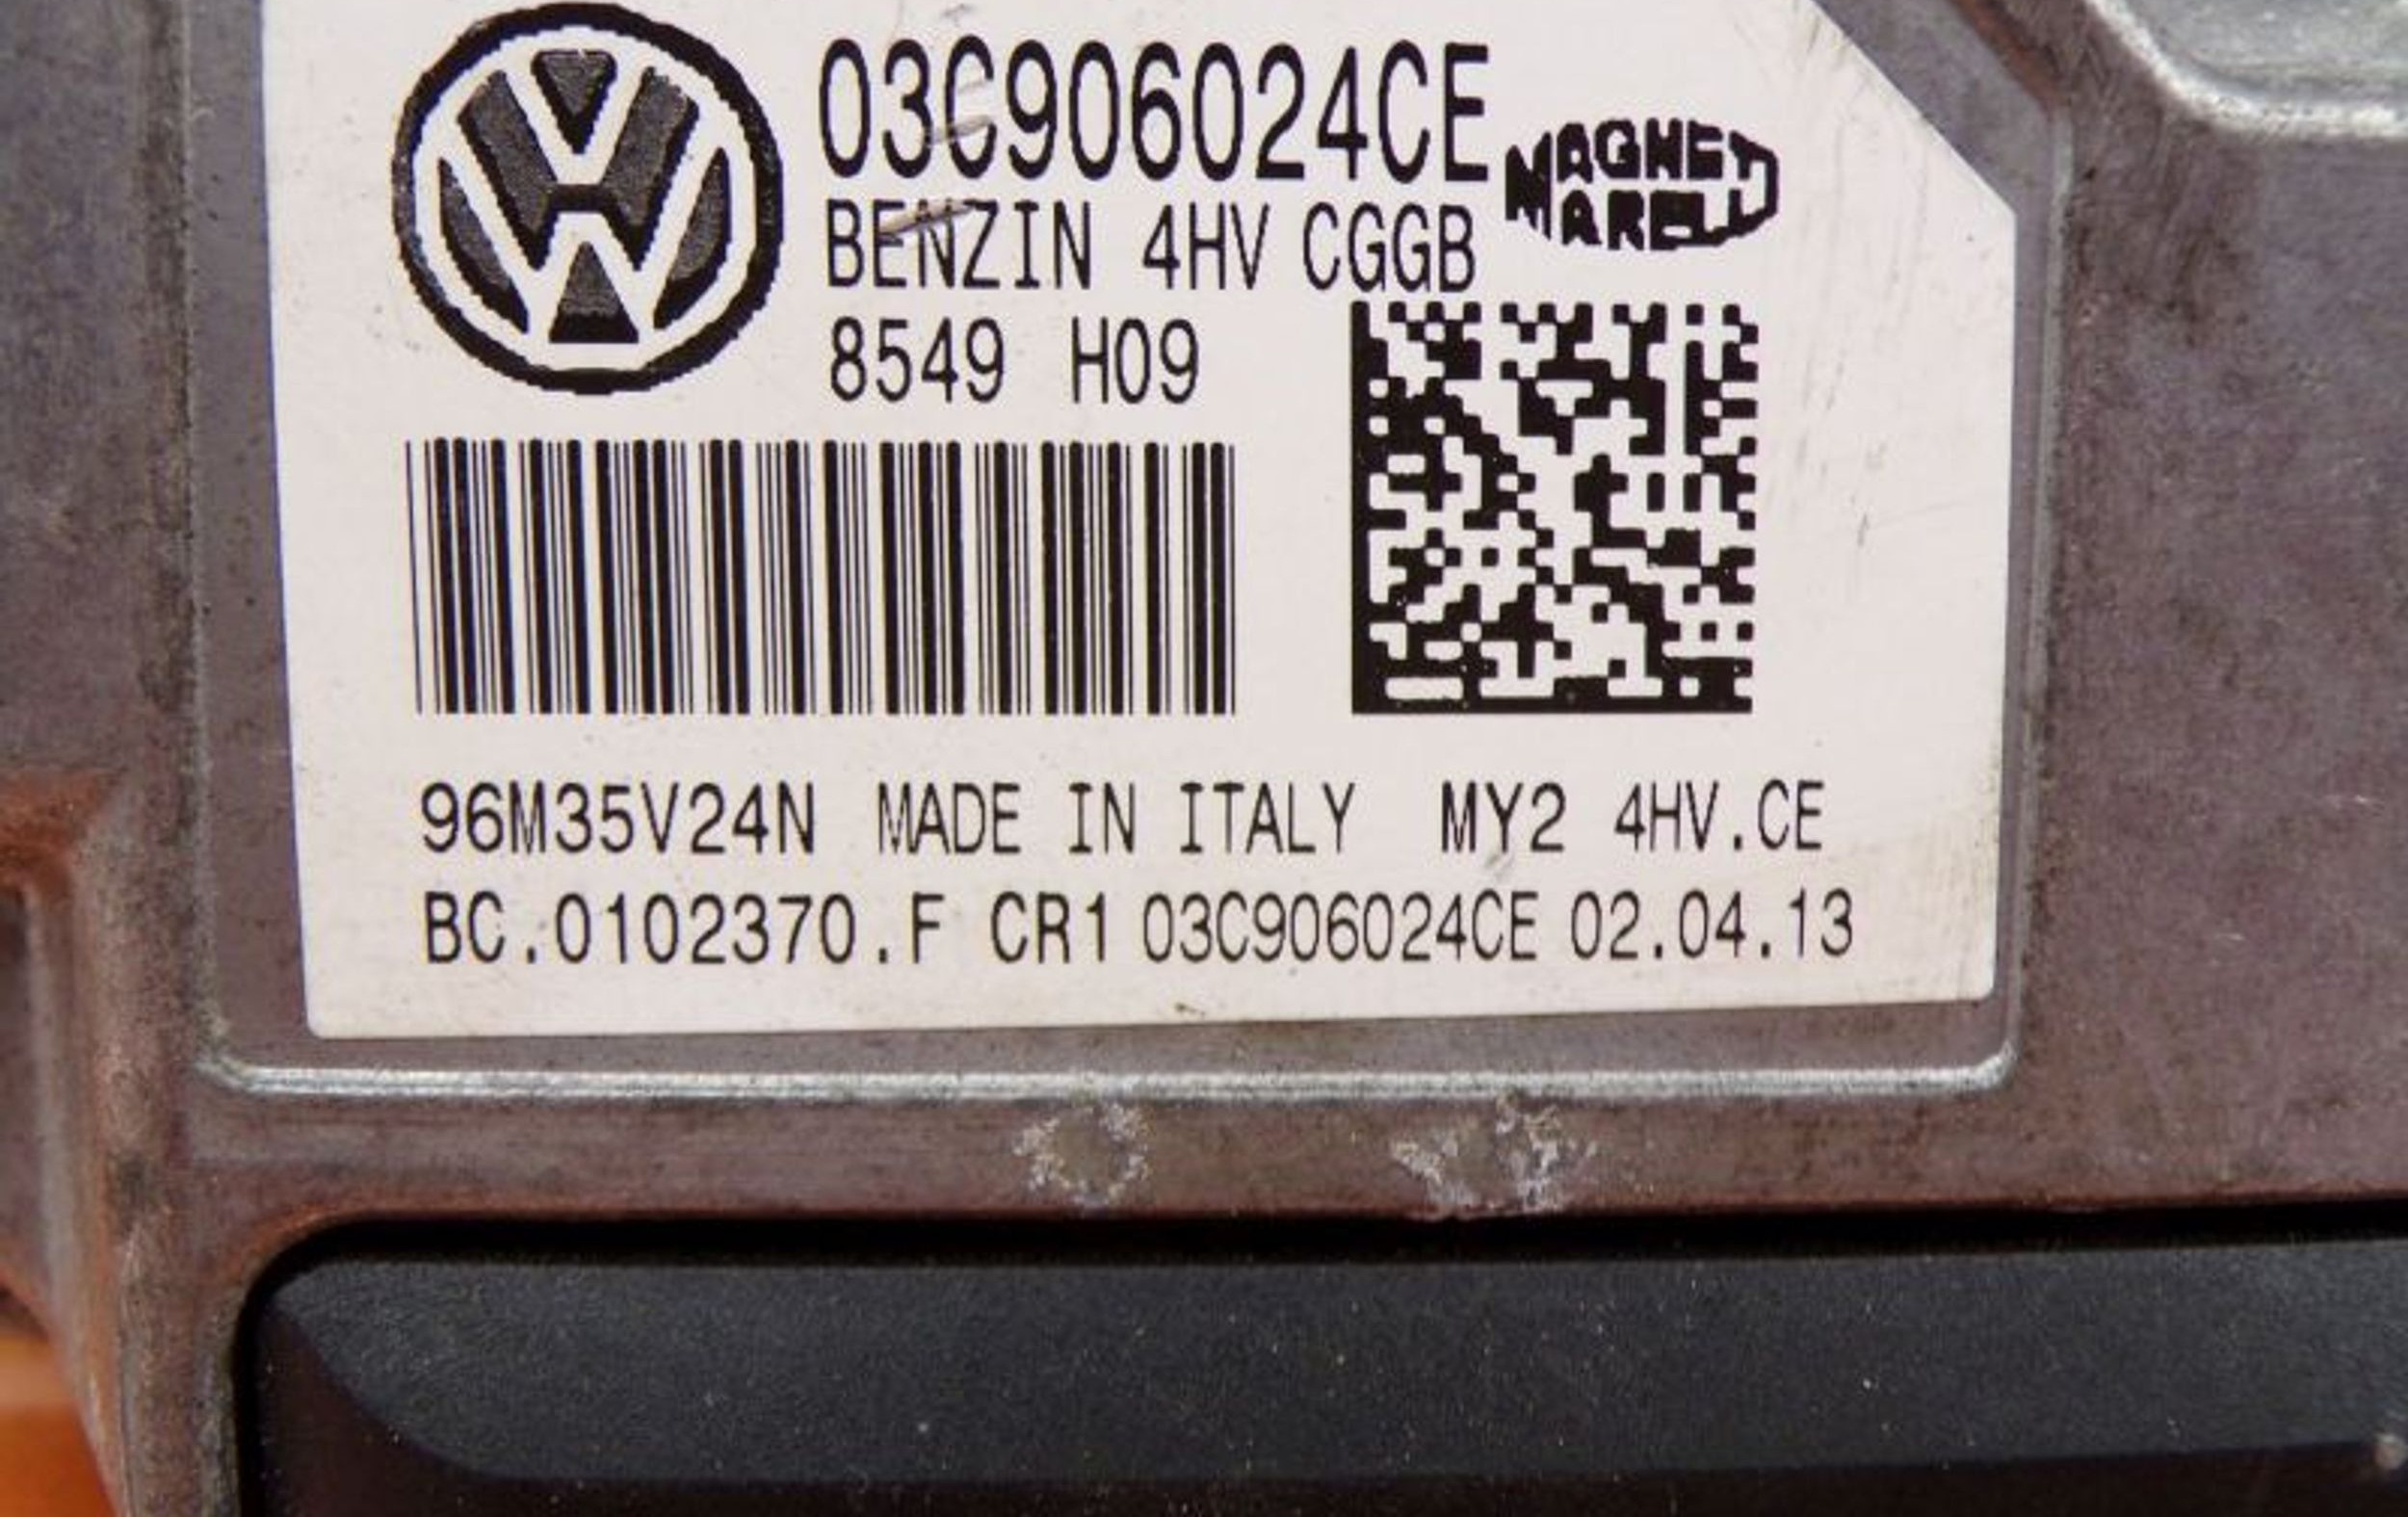 03C906024CE
MAGNETI
MARELLI
BENZIN 4HV CGGB
8549 H09
96M35V24N MADE IN ITALY MY2 4HV.CE
BC.0102370.F CR1 03C906024CE 02.04.13